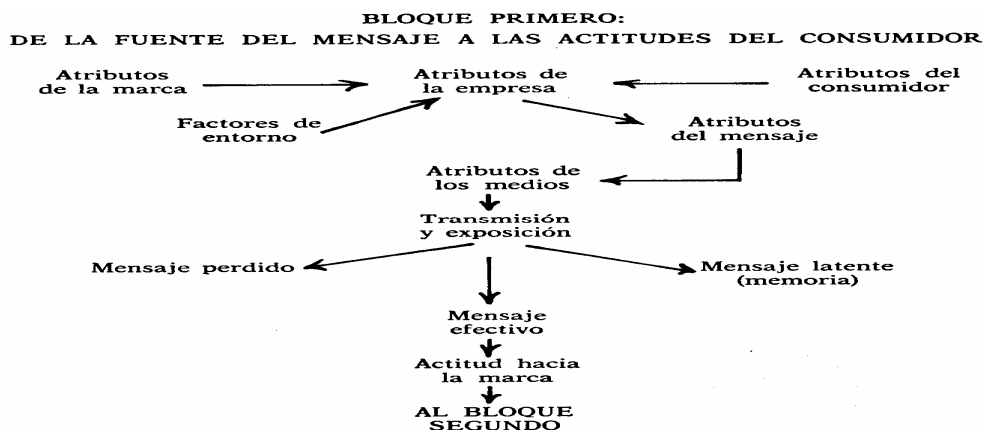 BLOQUE PRIMERO:
DE LA FUENTE DEL MENSAJE A LAS ACTITUDES DEL CONSUMIDOR
Atributos
de la marca
Atributos de
la empresa
Atributos del
consumidor
Factores de
entorno
Atributos
del mensaje
Atributos de
los medios
Transmisión
y exposición
Mensaje perdido
Mensaje latente
(memoria)
Mensaje
efectivo
Actitud hacia
la marca
AL BLOQUE
SEGUNDO